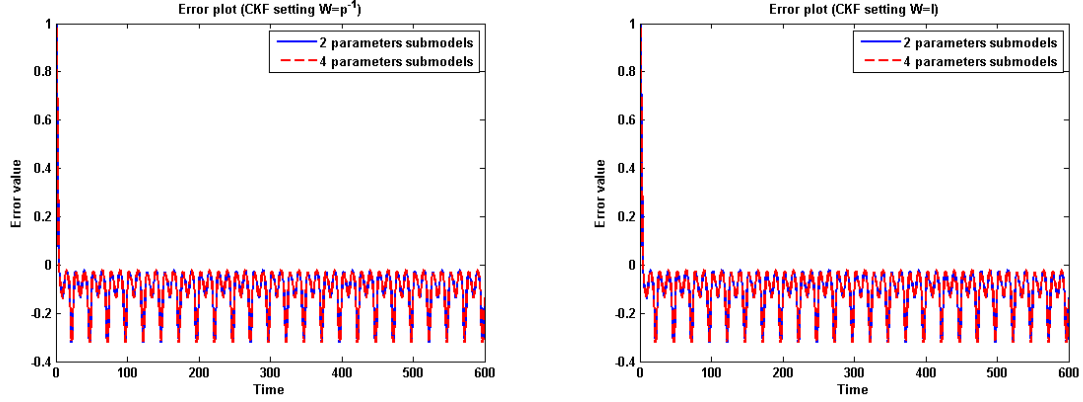 Error plot (CKF setting W=p⁻¹)
2 parameters submodels
4 parameters submodels
1
0.8
0.6
0.4
0.2
0
-0.2
-0.4
Error value
0 100 200 300 400 500 600
Time
Error plot (CKF setting W=I)
2 parameters submodels
4 parameters submodels
1
0.8
0.6
0.4
0.2
0
-0.2
-0.4
Error value
0 100 200 300 400 500 600
Time